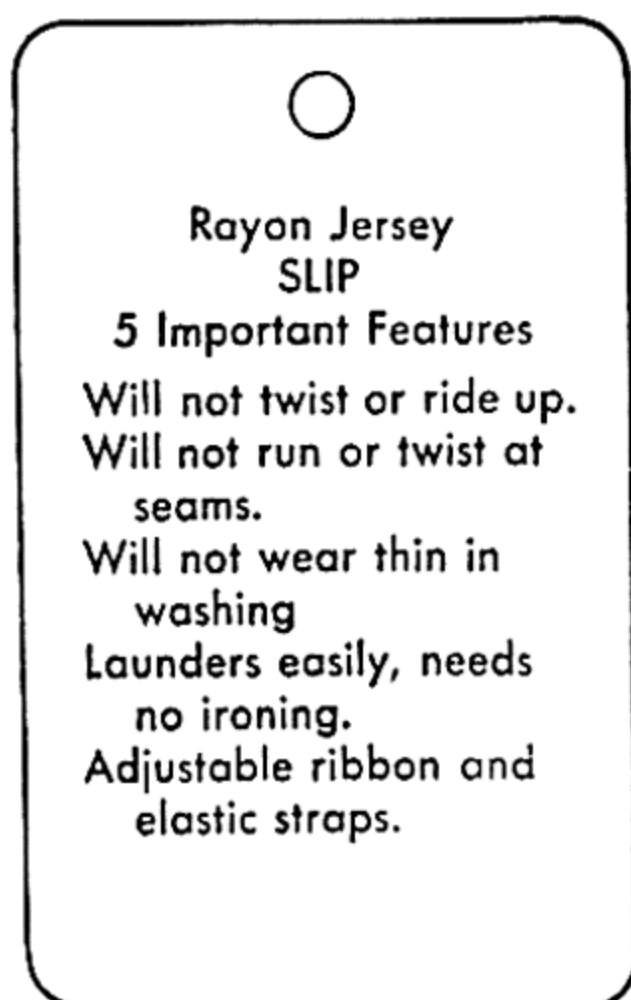 Rayon Jersey
SLIP
5 Important Features
Will not twist or ride up.
Will not run or twist at
seams.
Will not wear thin in
washing
Launders easily, needs
no ironing.
Adjustable ribbon and
elastic straps.